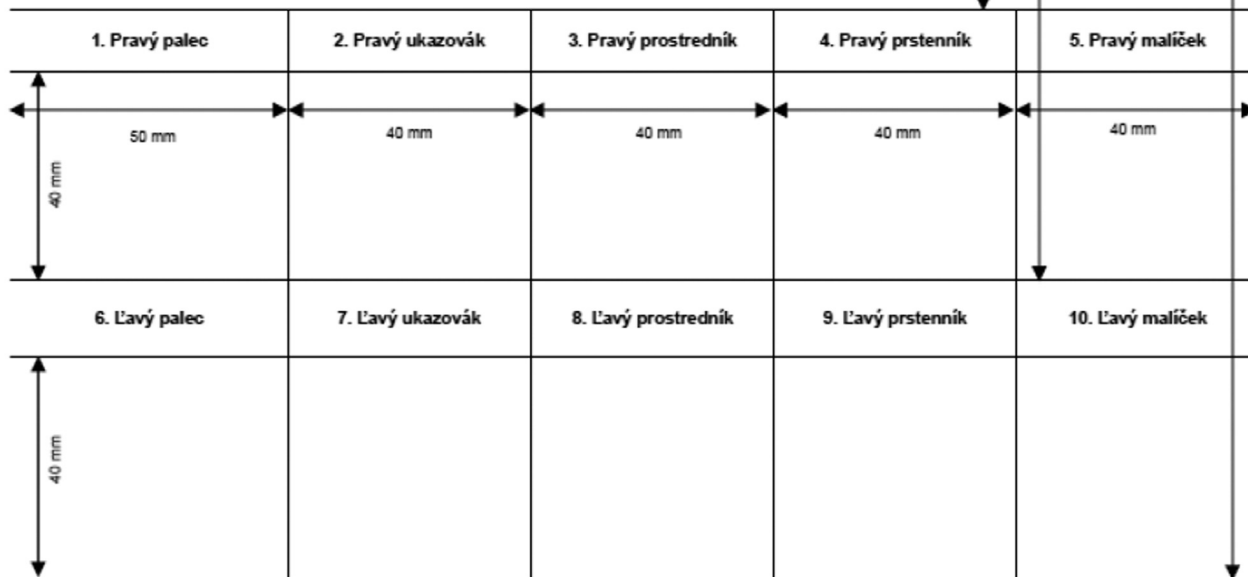 1. Pravý palec
2. Pravý ukazovák
3. Pravý prostredník
4. Pravý prstenník
5. Pravý malíček
50 mm
40 mm
40 mm
40 mm
40 mm
40 mm
6. Ľavý palec
7. Ľavý ukazovák
8. Ľavý prostredník
9. Ľavý prstenník
10. Ľavý malíček
40 mm